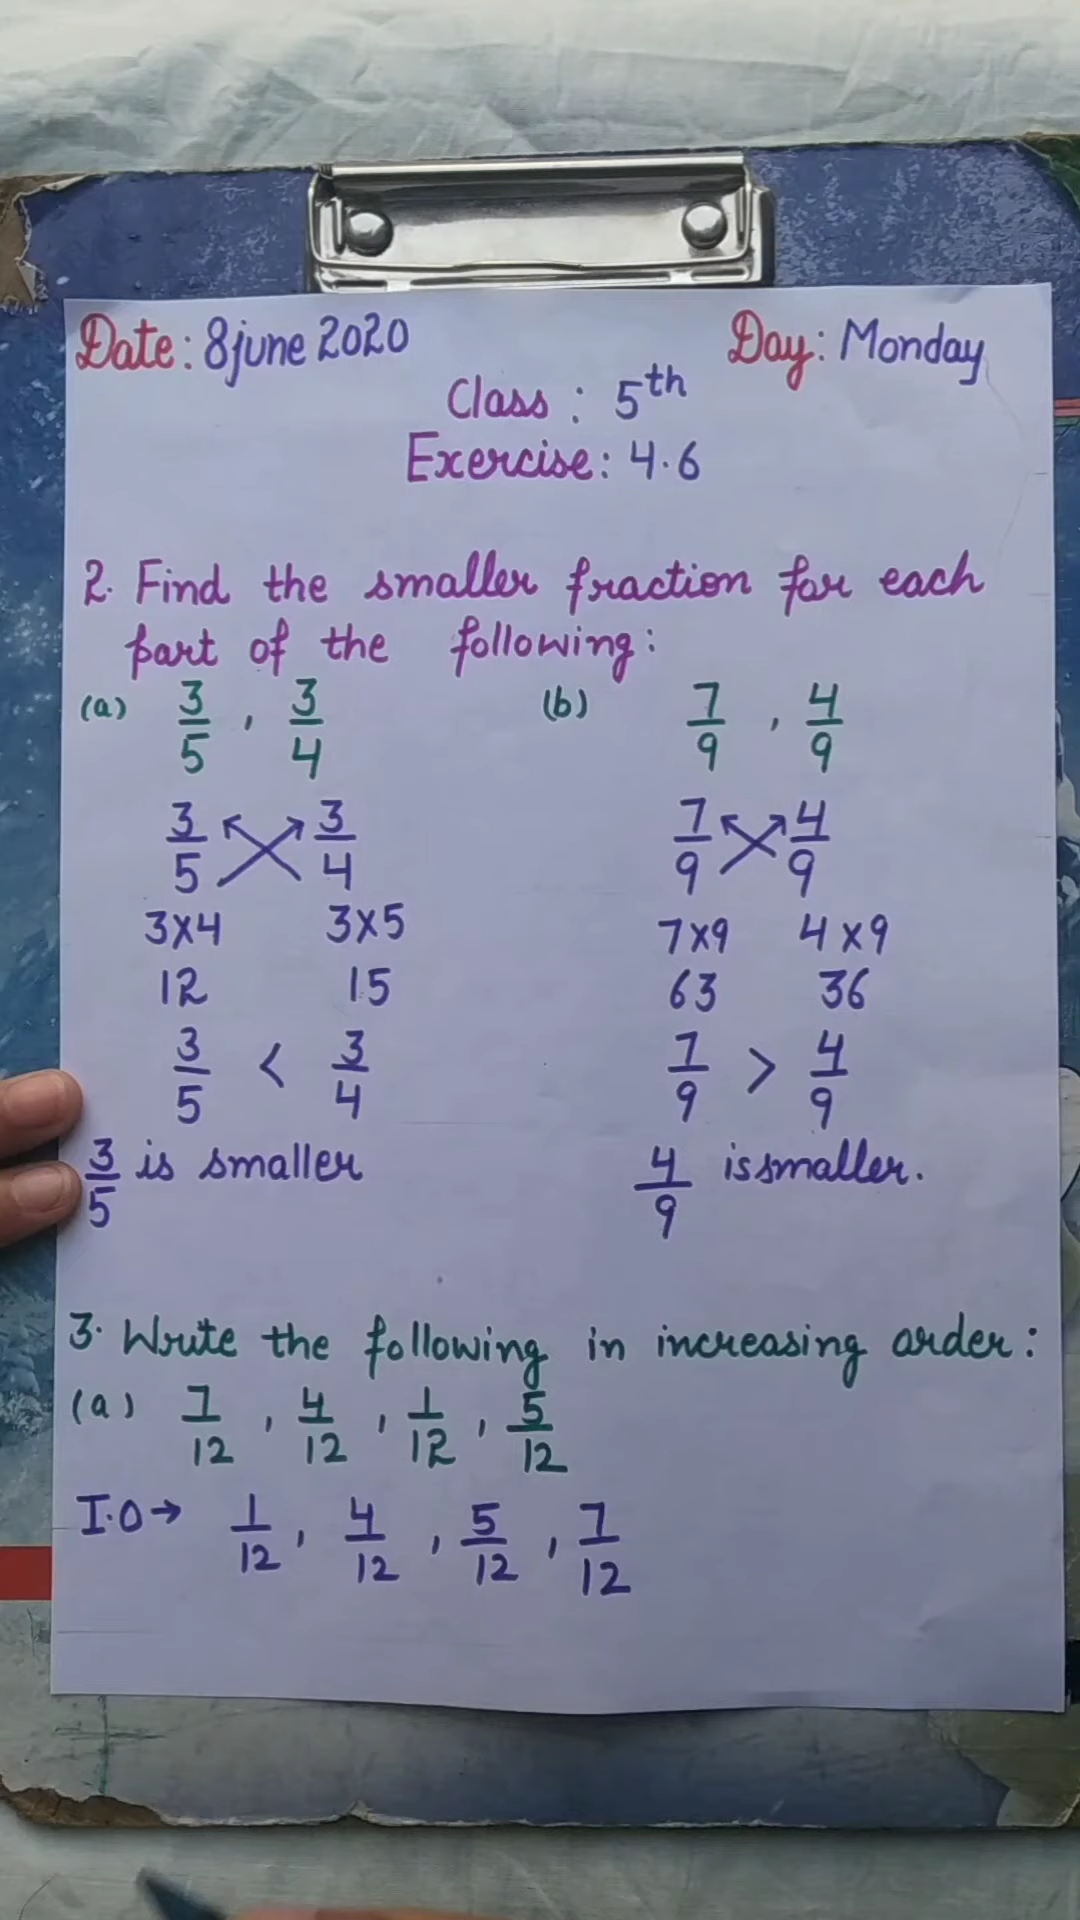 Date: 8 june 2020 Day: Monday
Class: 5th
Exercise: 4.6
2. Find the smaller fraction for each
part of the following:
(a) 3/5 , 3/4 (b) 7/9 , 4/9
3/5 3/4 7/9 4/9
3×4 3×5 7×9 4×9
12 15 63 36
3/5 < 3/4 7/9 > 4/9
3/5 is smaller 4/9 is smaller.
3. Write the following in increasing order:
(a) 7/12 , 4/12 , 1/12 , 5/12
I.O→ 1/12 , 4/12 , 5/12 , 7/12